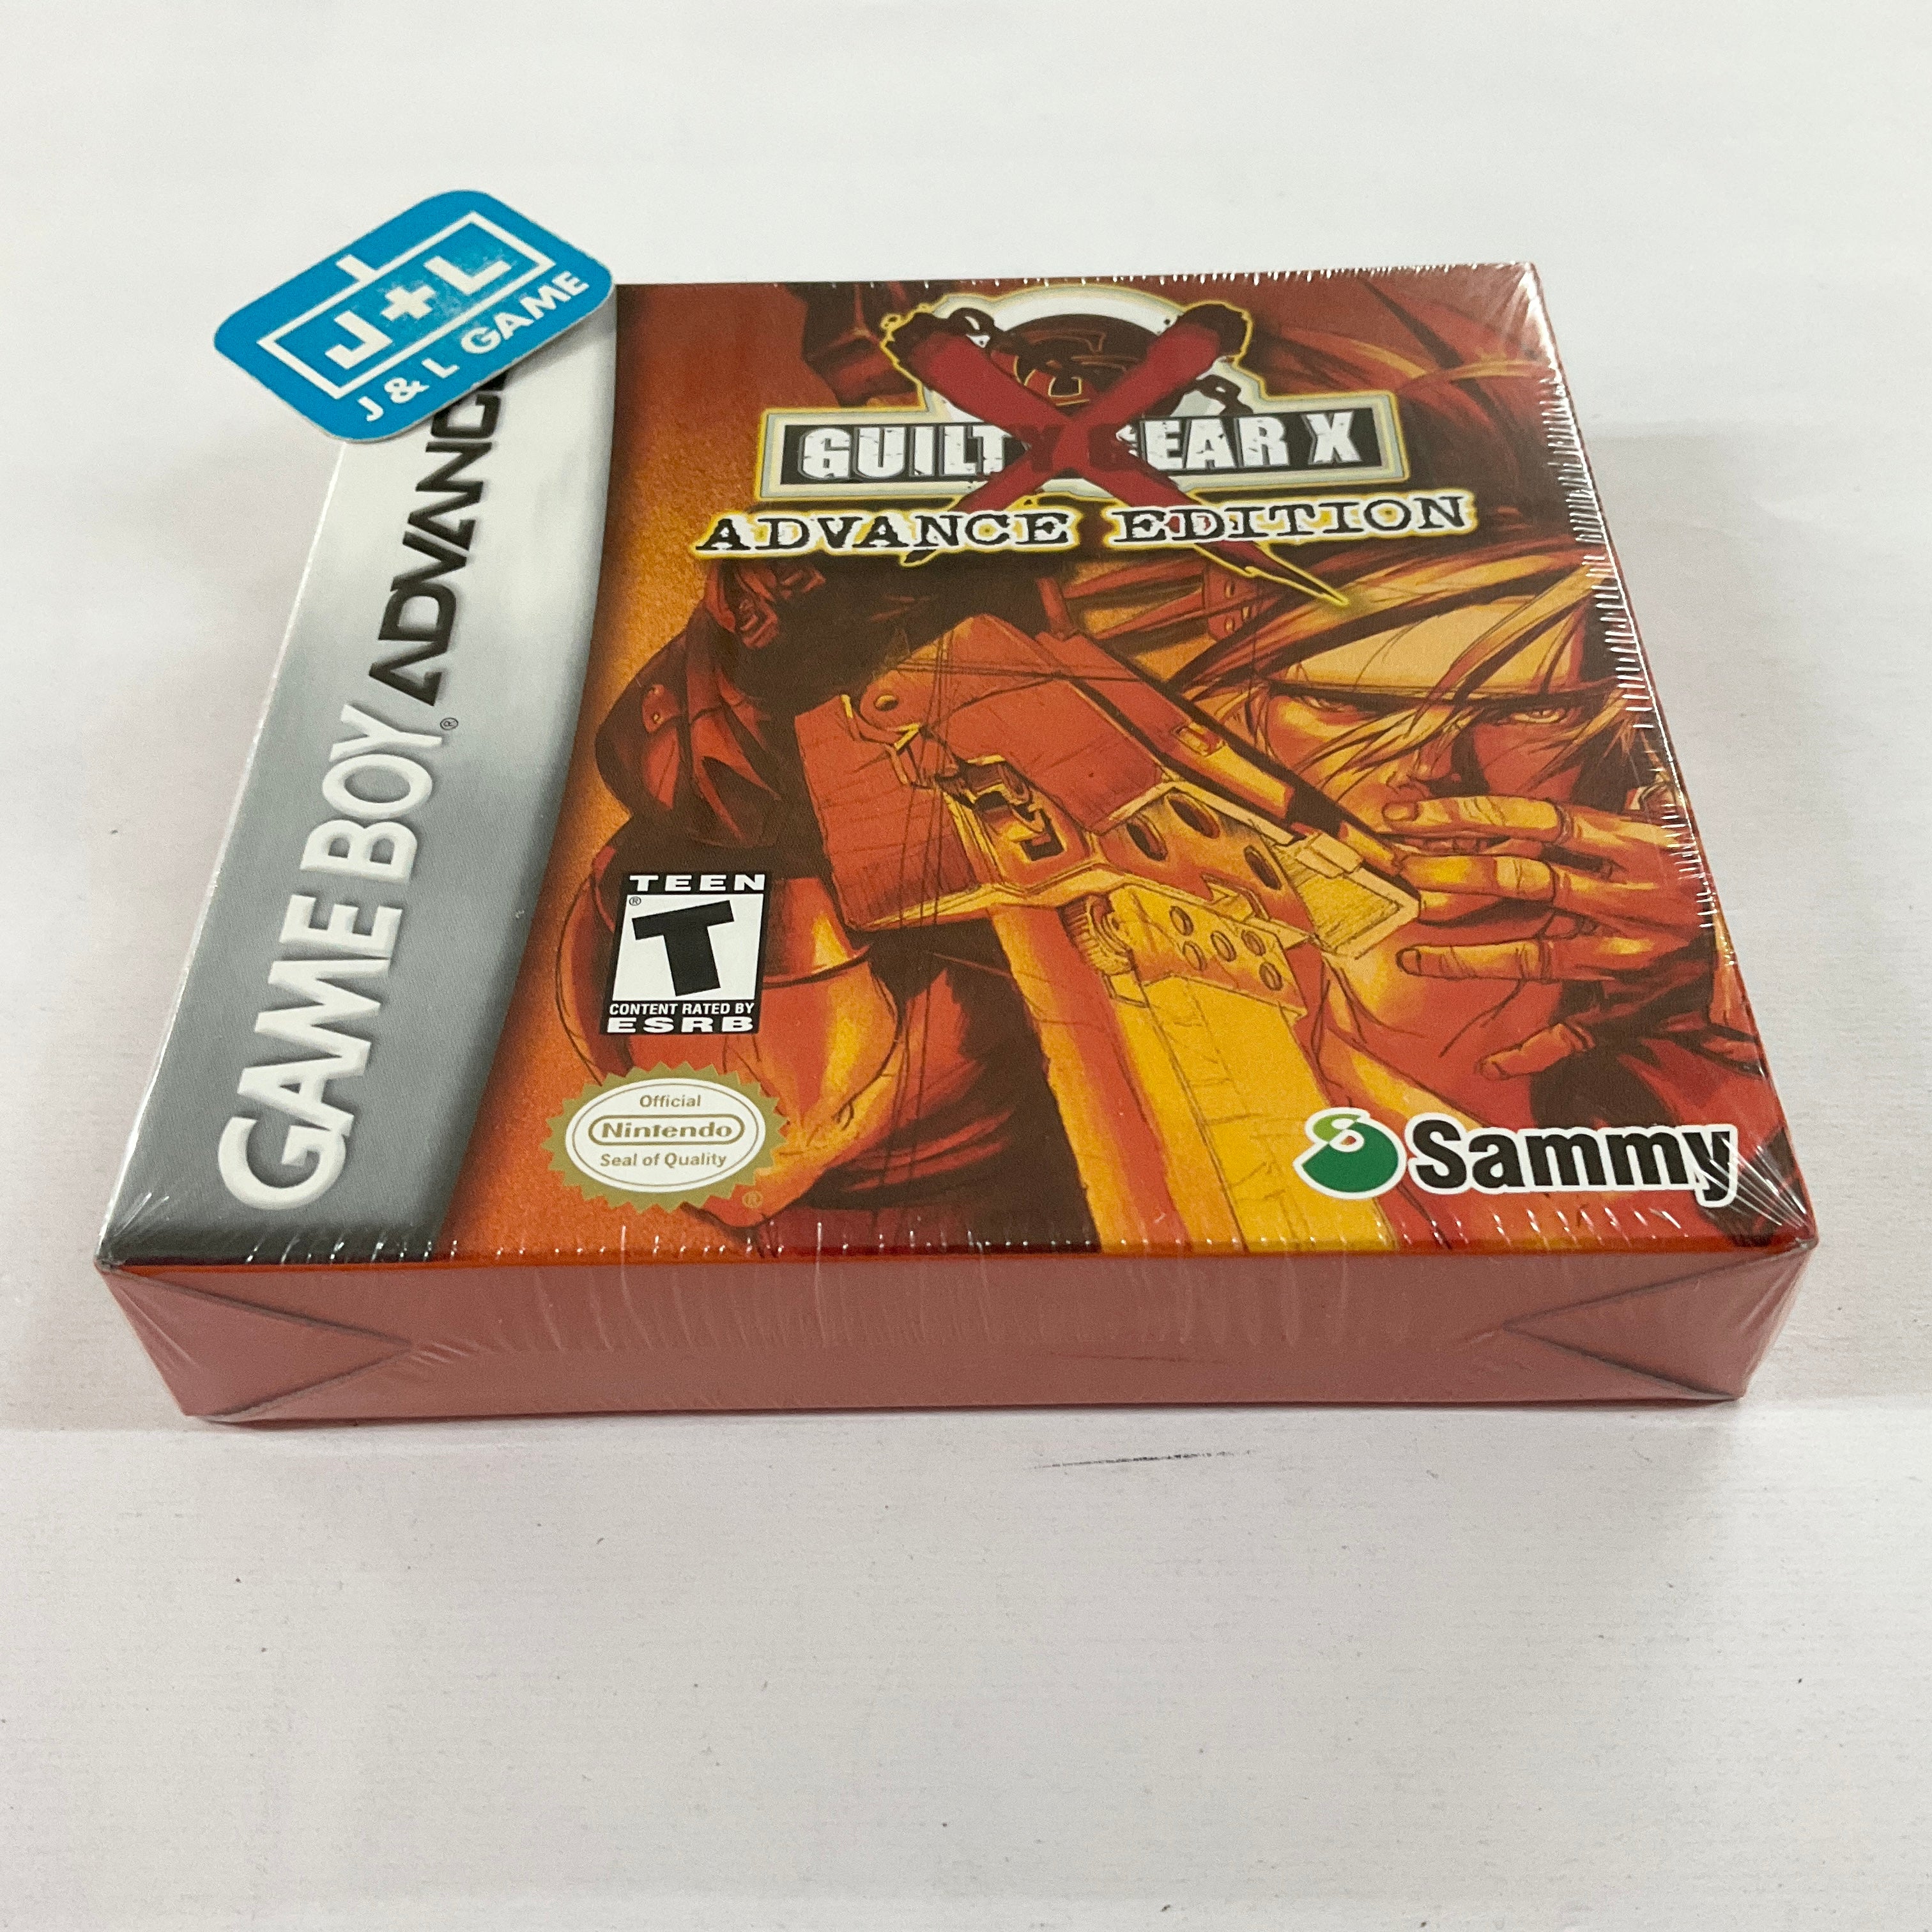 J+L
J & L GAME
GAME BOY ADVANCE
®
GUILTY GEAR X
ADVANCE EDITION
TEEN
®
T
CONTENT RATED BY
ESRB
Official
Nintendo
Seal of Quality
®
Sammy